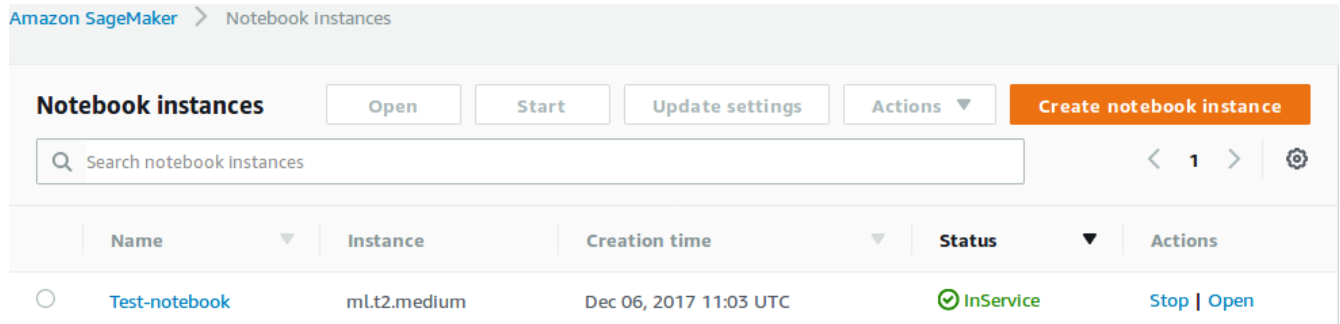 Amazon SageMaker > Notebook instances
Notebook instances Open Start Update settings Actions Create notebook instance
Search notebook instances < 1 >
Name Instance Creation time Status Actions
Test-notebook ml.t2.medium Dec 06, 2017 11:03 UTC InService Stop | Open